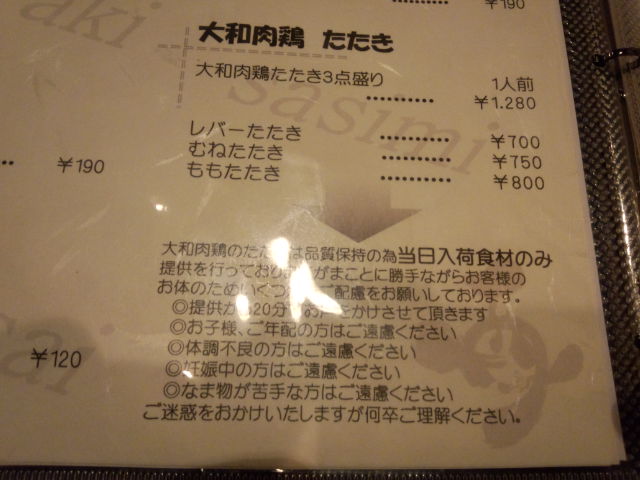 aki
¥190
大和肉鶏 たたき
sasimi
大和肉鶏たたき3点盛り 1人前
•••••••••• ¥1.280
レバーたたき •••••••••• ¥700
むねたたき •••••••••• ¥750
ももたたき •••••••••• ¥800
¥190
大和肉鶏のたた は品質保持の為当日入荷食材のみ
提供を行っており がまことに勝手ながらお客様の
お体のためいくつ ご配慮をお願いしております。
◎提供 20分 お かけさせて頂きます
◎お子様、ご年配の方はご遠慮ください
◎体調不良の方はご遠慮ください
◎妊娠中の方はご遠慮ください
◎なま物が苦手な方はご遠慮ください
ご迷惑をおかけいたしますが何卒ご理解ください。
¥120